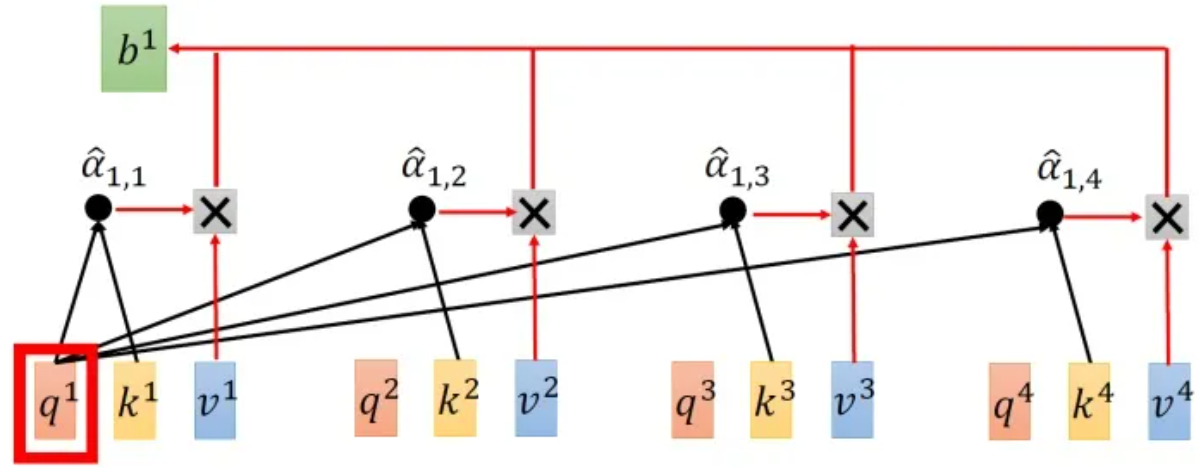 b¹
α̂₁,₁ α̂₁,₂ α̂₁,₃ α̂₁,₄
× × × ×
q¹ k¹ v¹ q² k² v² q³ k³ v³ q⁴ k⁴ v⁴